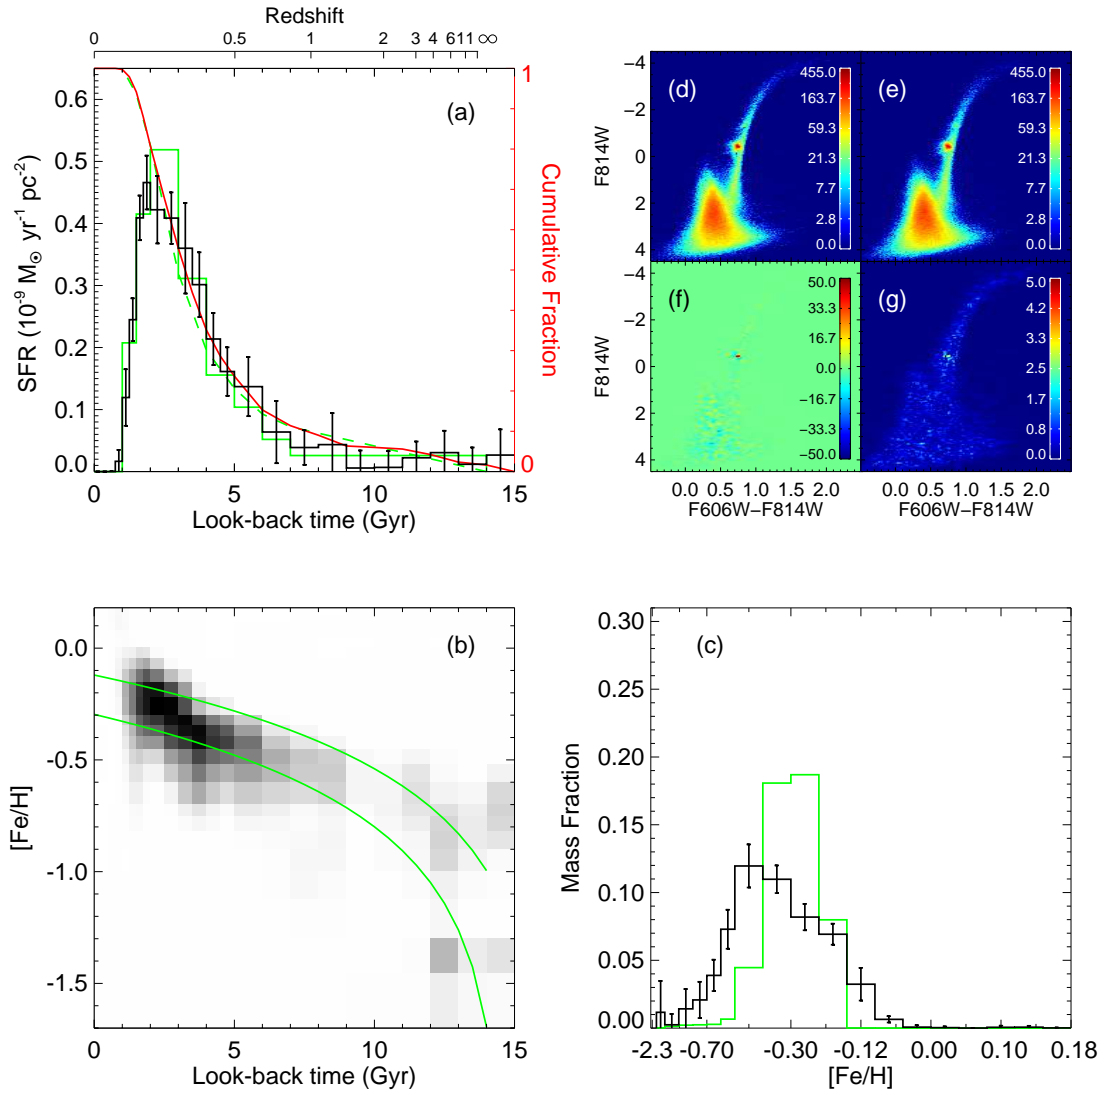 Redshift
0 0.5 1 2 3 4 6 11 ∞
(a)
0.6
0.5
0.4
0.3
0.2
0.1
0.0
SFR (10⁻⁹ M⊙ yr⁻¹ pc⁻²)
1
0
Cumulative Fraction
0 5 10 15
Look-back time (Gyr)
(d)
455.0
163.7
59.3
21.3
7.7
2.8
0.0
(e)
455.0
163.7
59.3
21.3
7.7
2.8
0.0
−4
−2
0
2
4
F814W
(f)
50.0
33.3
16.7
0.0
−16.7
−33.3
−50.0
(g)
5.0
4.2
2.5
1.7
0.8
0.0
−4
−2
0
2
4
F814W
0.0 0.5 1.0 1.5 2.0
F606W−F814W
0.0 0.5 1.0 1.5 2.0
F606W−F814W
(b)
0.0
-0.5
-1.0
-1.5
[Fe/H]
0 5 10 15
Look-back time (Gyr)
(c)
0.30
0.25
0.20
0.15
0.10
0.05
0.00
Mass Fraction
-2.3 -0.70 -0.30 -0.12 0.00 0.10 0.18
[Fe/H]